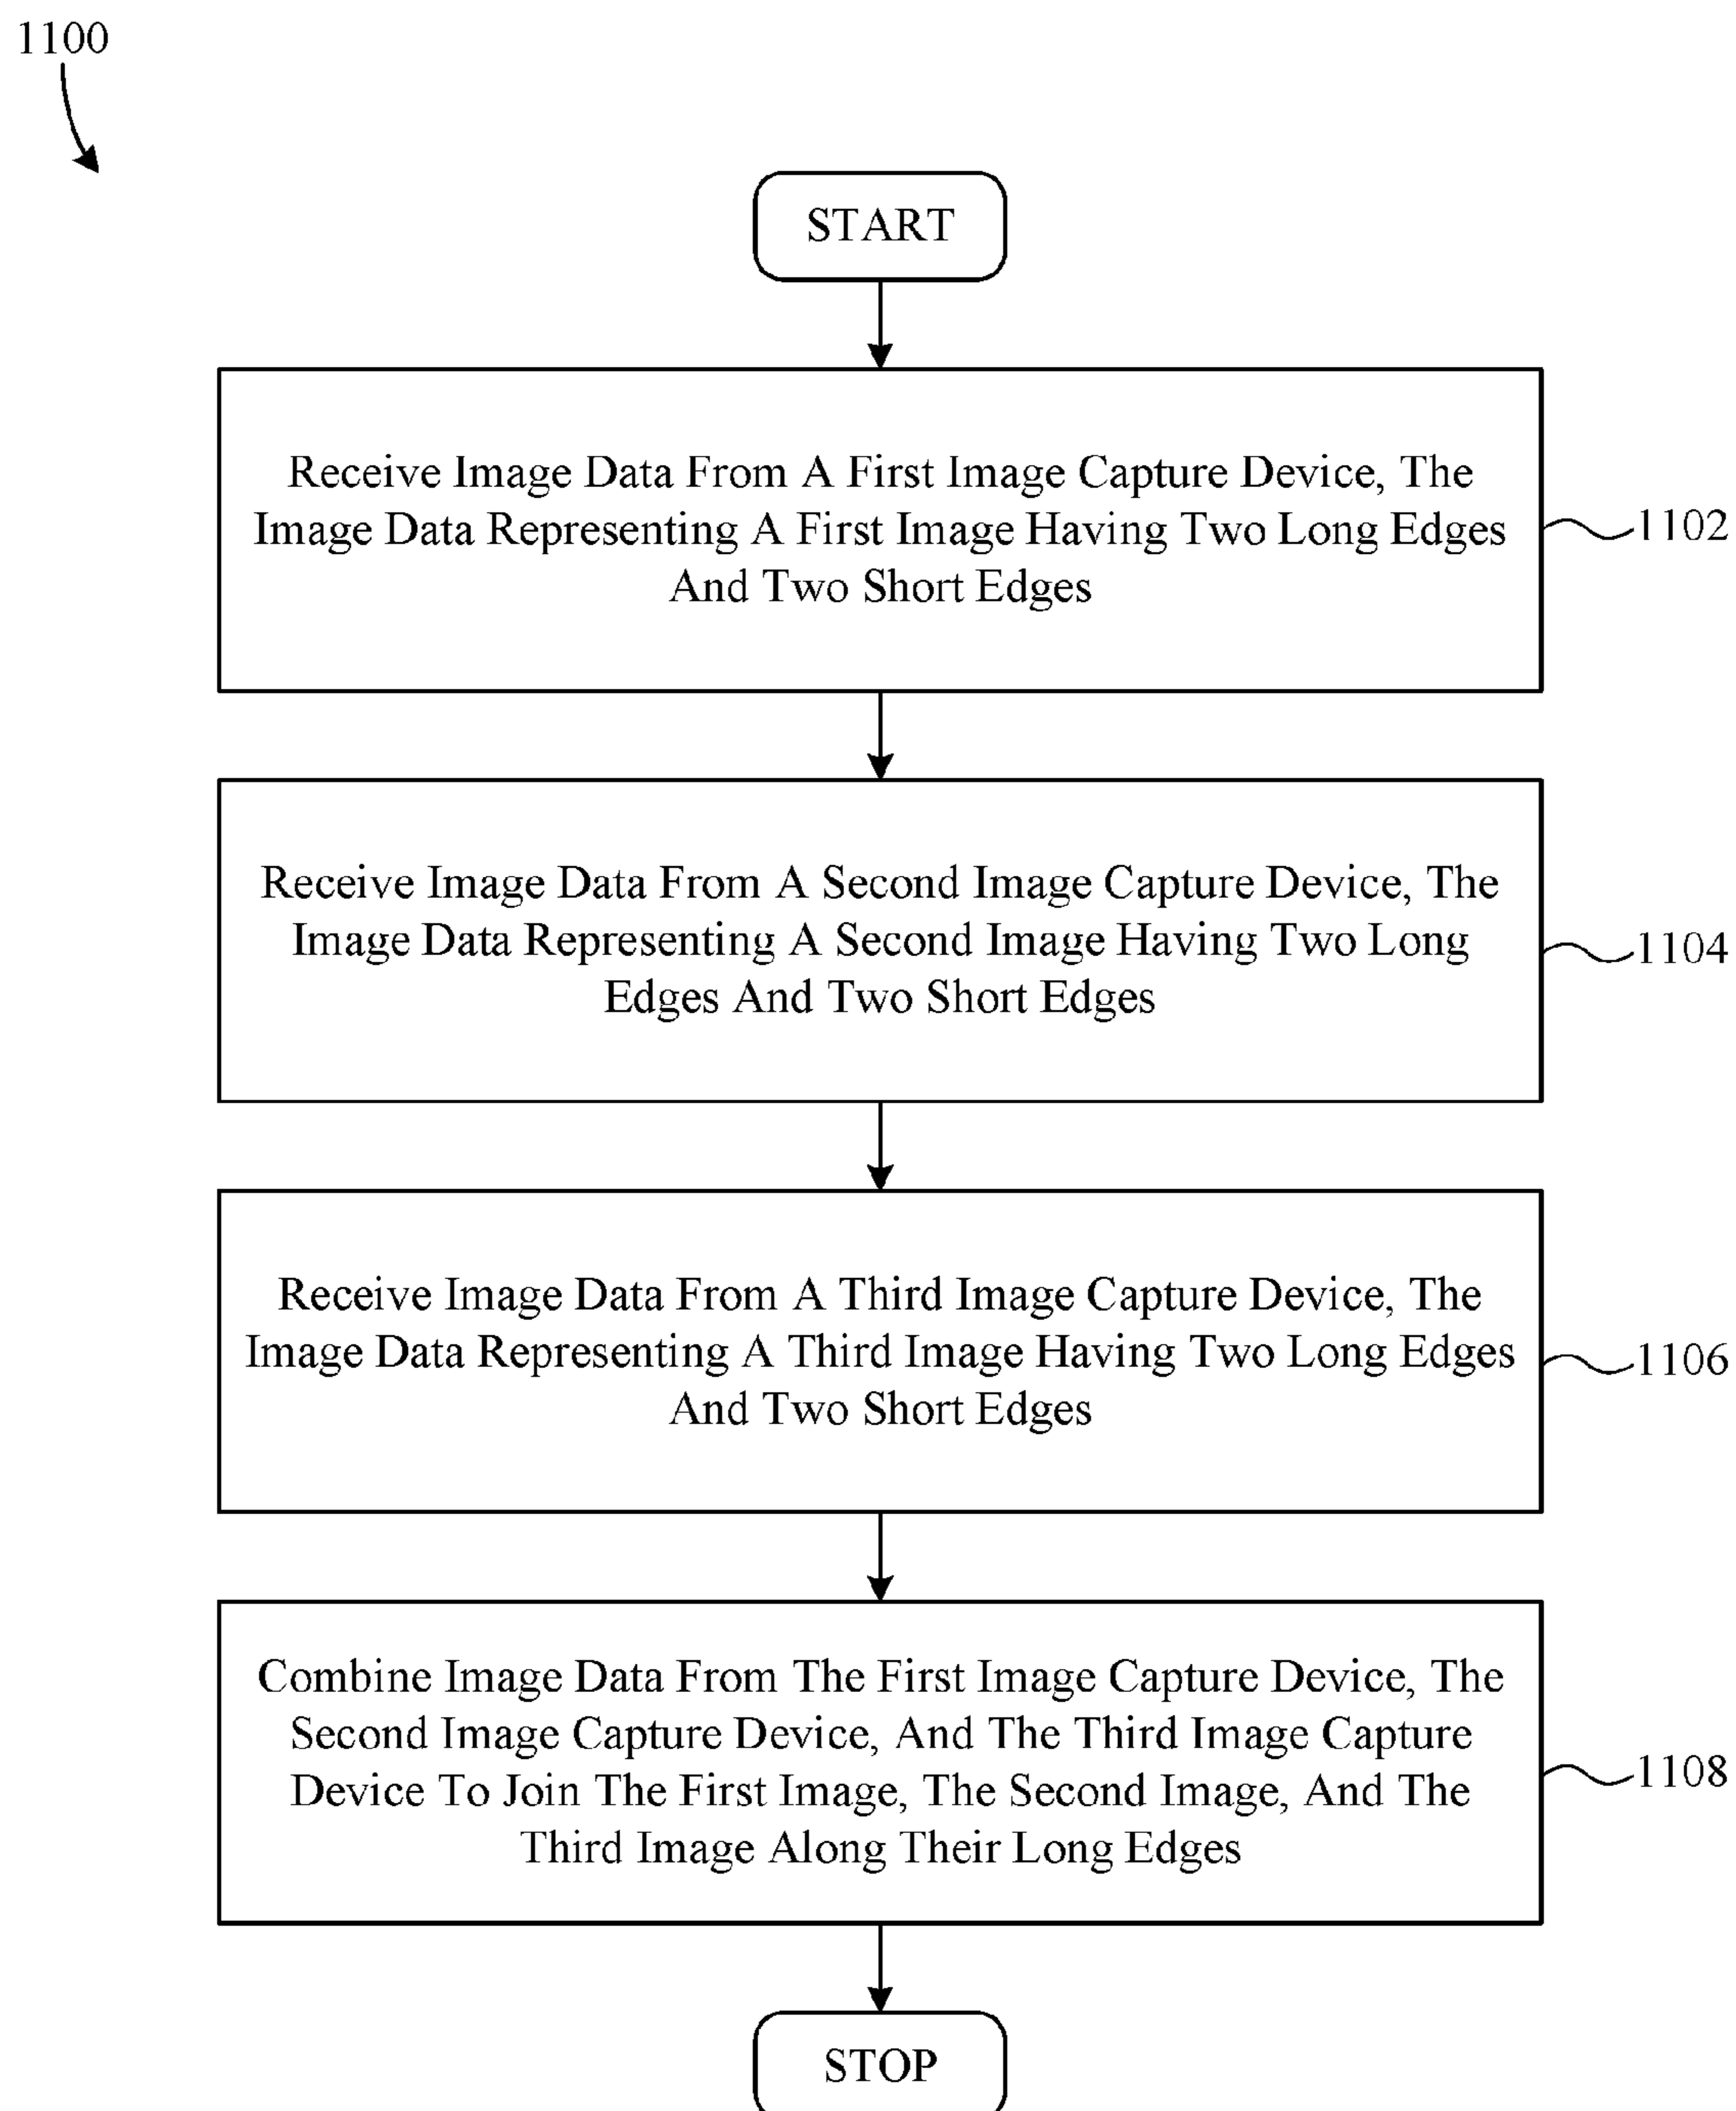 1100
START
Receive Image Data From A First Image Capture Device, The
Image Data Representing A First Image Having Two Long Edges
And Two Short Edges
1102
Receive Image Data From A Second Image Capture Device, The
Image Data Representing A Second Image Having Two Long
Edges And Two Short Edges
1104
Receive Image Data From A Third Image Capture Device, The
Image Data Representing A Third Image Having Two Long Edges
And Two Short Edges
1106
Combine Image Data From The First Image Capture Device, The
Second Image Capture Device, And The Third Image Capture
Device To Join The First Image, The Second Image, And The
Third Image Along Their Long Edges
1108
STOP